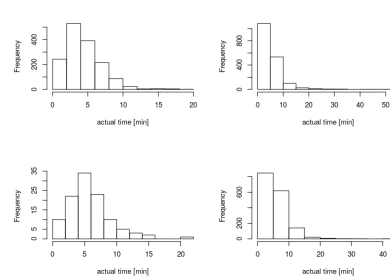 Frequency
0 200 400
0 5 10 15 20
actual time [min]
Frequency
0 400 800
0 10 20 30 40 50
actual time [min]
Frequency
0 5 15 25 35
0 5 10 15 20
actual time [min]
Frequency
0 200 600
0 10 20 30 40
actual time [min]